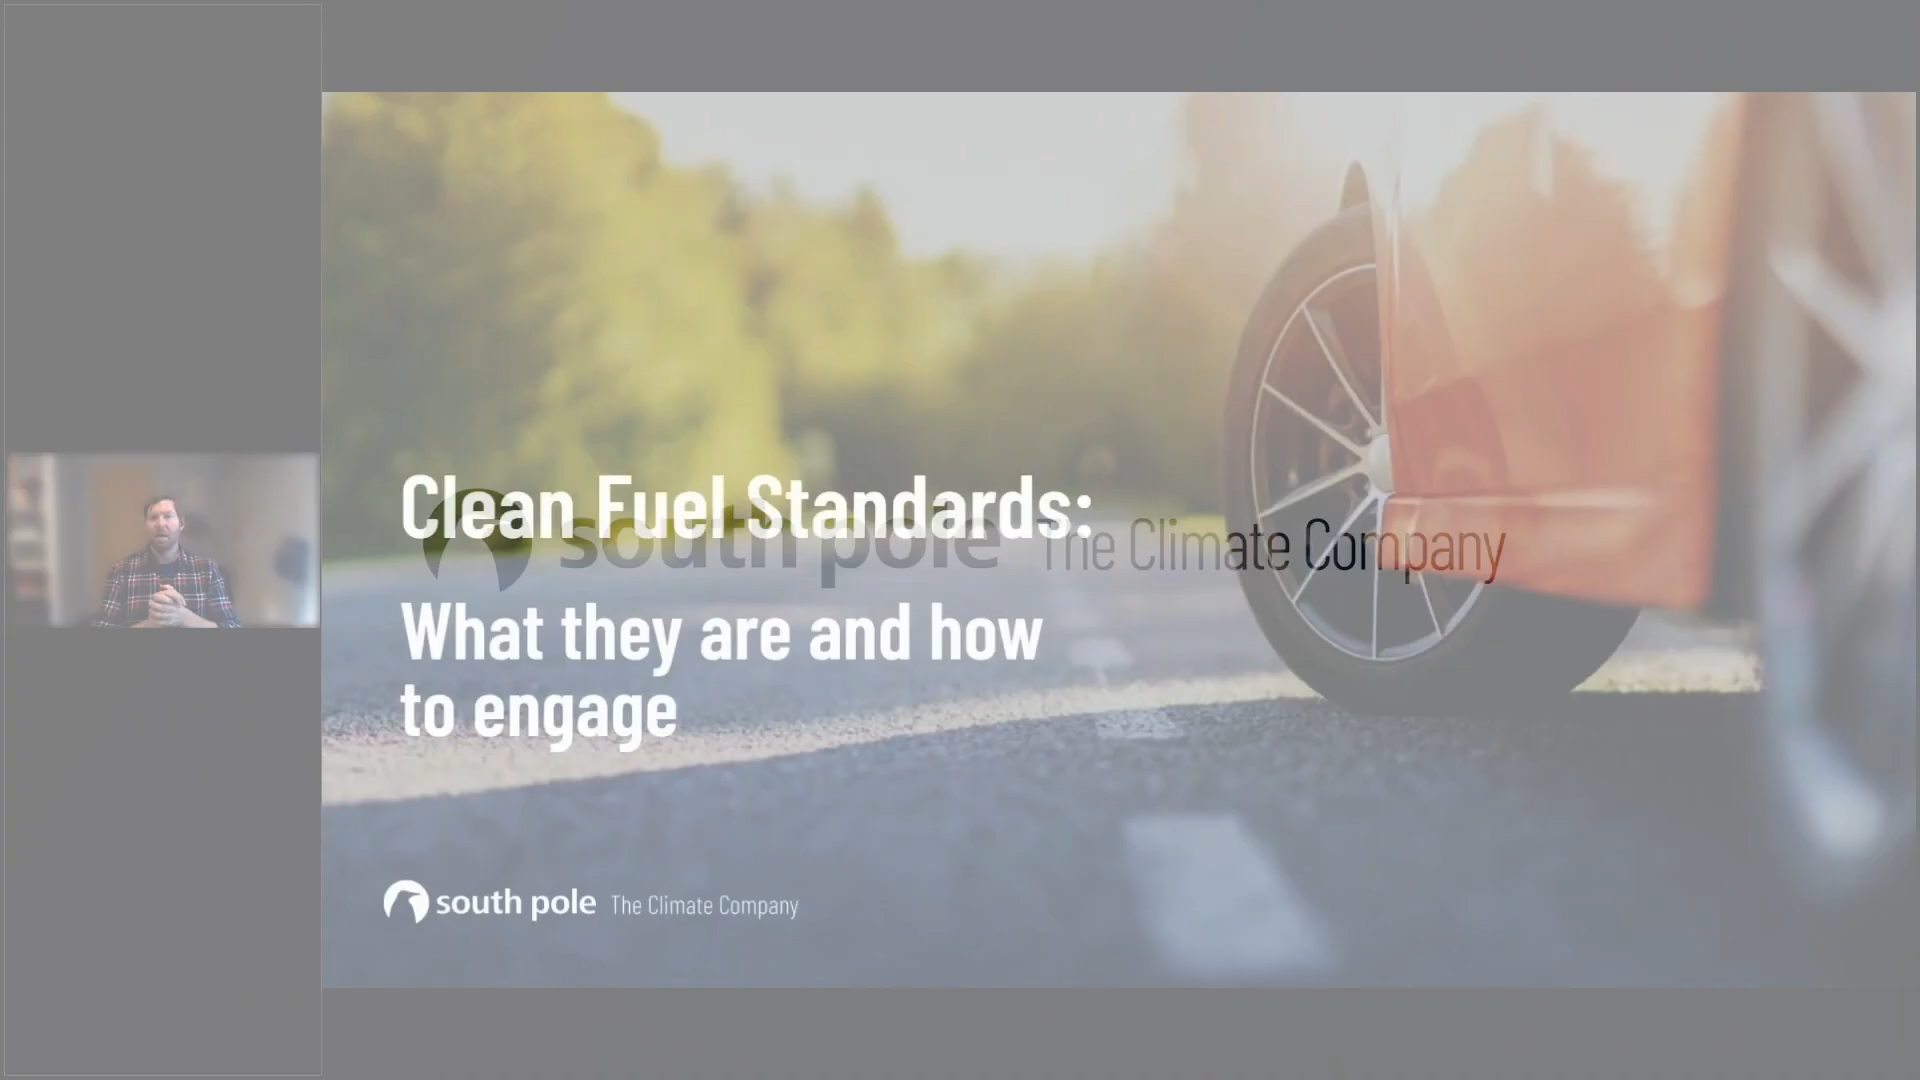 Clean Fuel Standards:
south pole The Climate Company
What they are and how
to engage
south pole The Climate Company